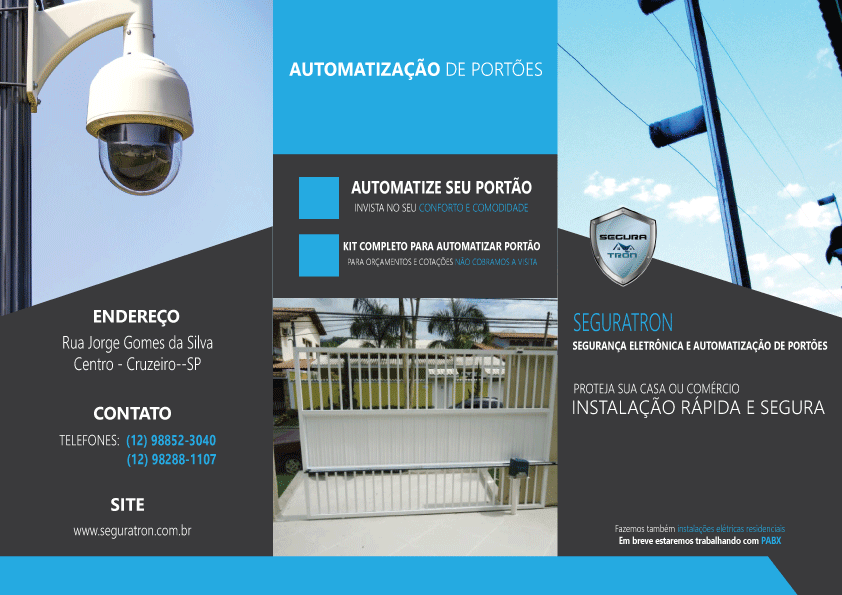 ENDEREÇO
Rua Jorge Gomes da Silva
Centro - Cruzeiro--SP
CONTATO
TELEFONES: (12) 98852-3040
(12) 98288-1107
SITE
www.seguratron.com.br
AUTOMATIZAÇÃO DE PORTÕES
AUTOMATIZE SEU PORTÃO
INVISTA NO SEU CONFORTO E COMODIDADE
KIT COMPLETO PARA AUTOMATIZAR PORTÃO
PARA ORÇAMENTOS E COTAÇÕES NÃO COBRAMOS A VISITA
SEGURA
TRON
SEGURATRON
SEGURANÇA ELETRÔNICA E AUTOMATIZAÇÃO DE PORTÕES
PROTEJA SUA CASA OU COMÉRCIO
INSTALAÇÃO RÁPIDA E SEGURA
Fazemos também instalações elétricas residenciais
Em breve estaremos trabalhando com PABX